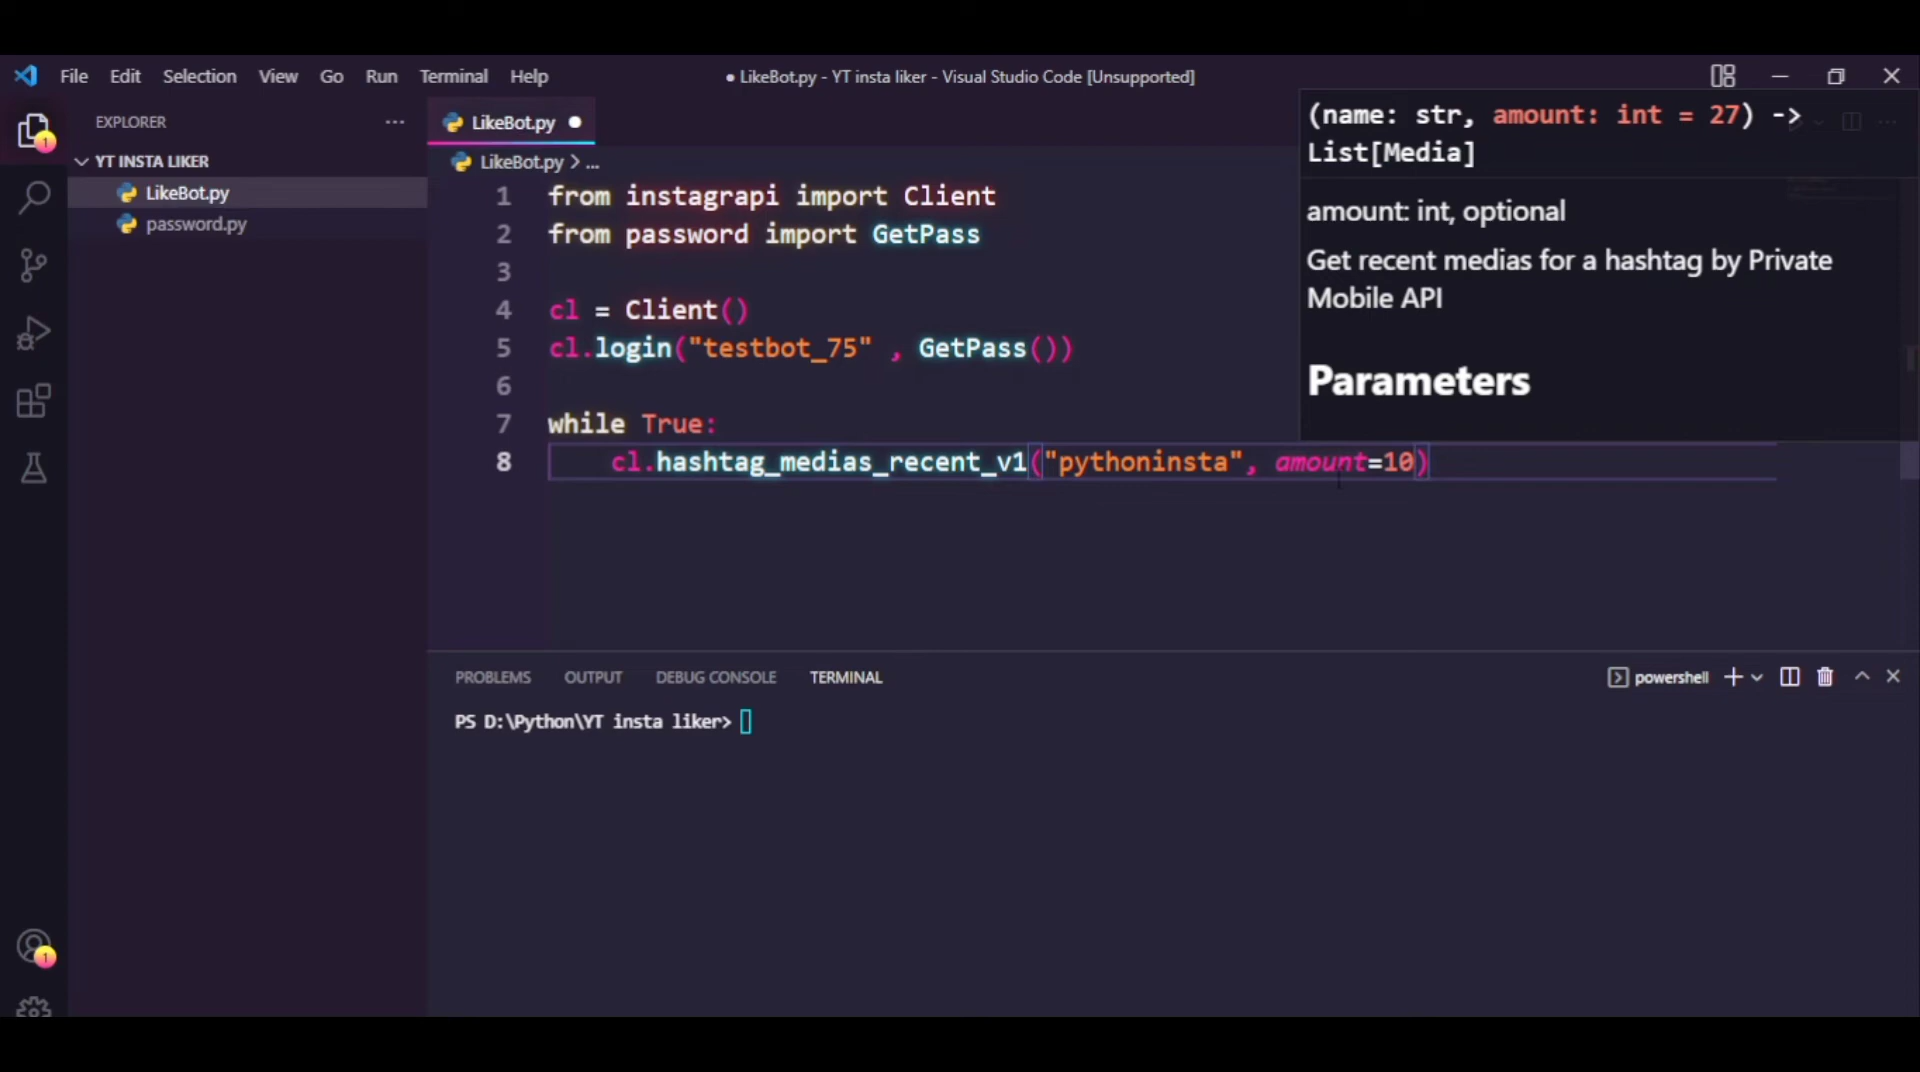 File Edit Selection View Go Run Terminal Help
● LikeBot.py - YT insta liker - Visual Studio Code [Unsupported]
EXPLORER
YT INSTA LIKER
LikeBot.py
password.py
1
1
LikeBot.py
LikeBot.py > ...
1 from instagrapi import Client
2 from password import GetPass
3
4 cl = Client()
5 cl.login("testbot_75" , GetPass())
6
7 while True:
8 cl.hashtag_medias_recent_v1("pythoninsta", amount=10)
(name: str, amount: int = 27) ->
List[Media]
amount: int, optional
Get recent medias for a hashtag by Private
Mobile API
Parameters
PROBLEMS OUTPUT DEBUG CONSOLE TERMINAL
powershell
PS D:\Python\YT insta liker>